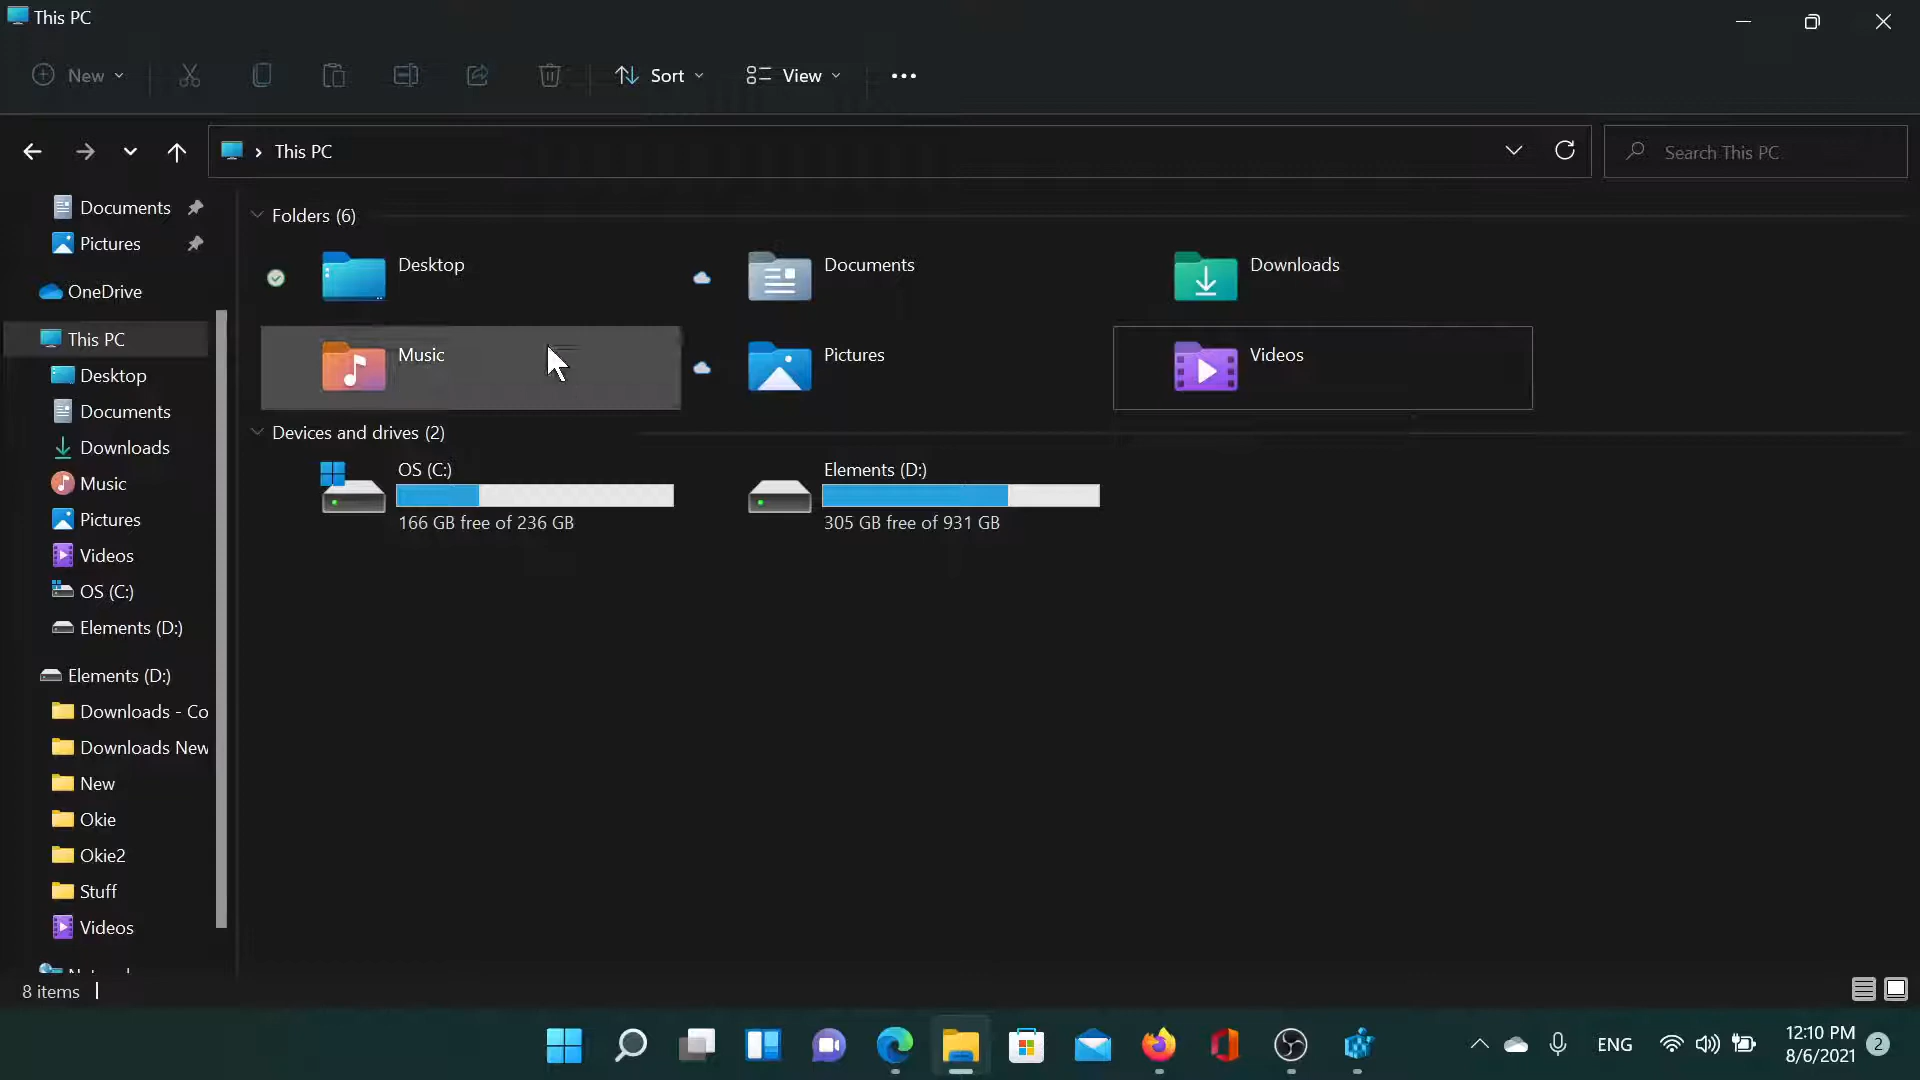 This PC
New
Sort
View
This PC
Search This PC
Documents
Pictures
OneDrive
This PC
Desktop
Documents
Downloads
Music
Pictures
Videos
OS (C:)
Elements (D:)
Elements (D:)
Downloads - Co
Downloads New
New
Okie
Okie2
Stuff
Videos
Folders (6)
Desktop
Documents
Downloads
Music
Pictures
Videos
Devices and drives (2)
OS (C:)
166 GB free of 236 GB
Elements (D:)
305 GB free of 931 GB
8 items
ENG
12:10 PM
8/6/2021
2